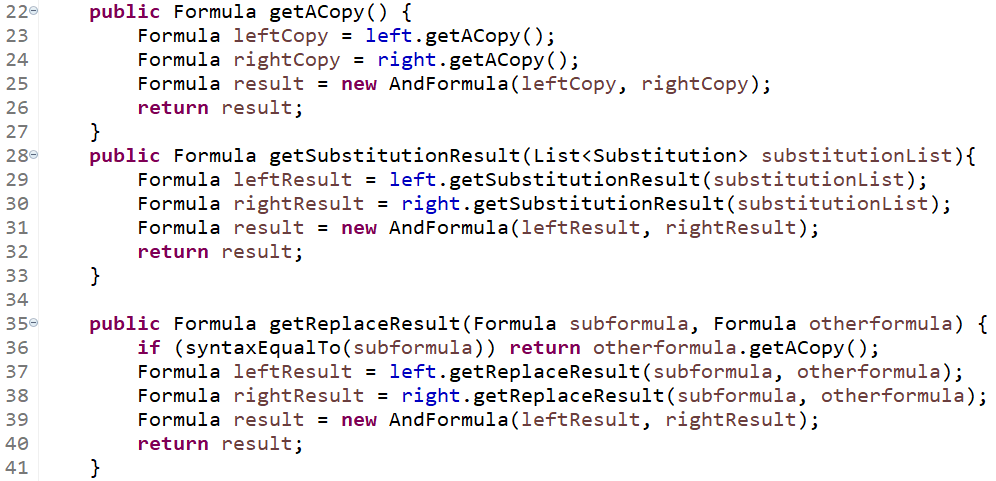 22 public Formula getACopy() {
23 Formula leftCopy = left.getACopy();
24 Formula rightCopy = right.getACopy();
25 Formula result = new AndFormula(leftCopy, rightCopy);
26 return result;
27 }
28 public Formula getSubstitutionResult(List<Substitution> substitutionList){
29 Formula leftResult = left.getSubstitutionResult(substitutionList);
30 Formula rightResult = right.getSubstitutionResult(substitutionList);
31 Formula result = new AndFormula(leftResult, rightResult);
32 return result;
33 }
34
35 public Formula getReplaceResult(Formula subformula, Formula otherformula) {
36 if (syntaxEqualTo(subformula)) return otherformula.getACopy();
37 Formula leftResult = left.getReplaceResult(subformula, otherformula);
38 Formula rightResult = right.getReplaceResult(subformula, otherformula);
39 Formula result = new AndFormula(leftResult, rightResult);
40 return result;
41 }